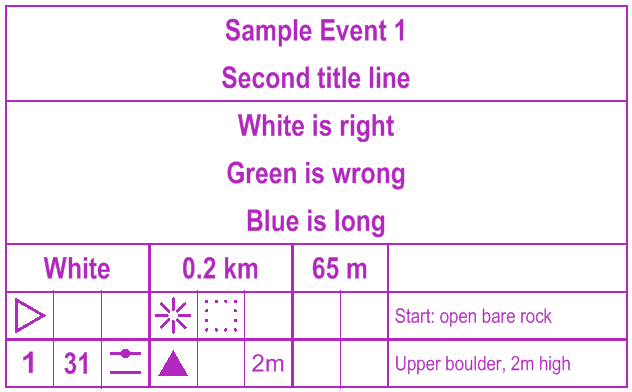 Sample Event 1
Second title line
White is right
Green is wrong
Blue is long
White 0.2 km 65 m
Start: open bare rock
1 31 2m Upper boulder, 2m high